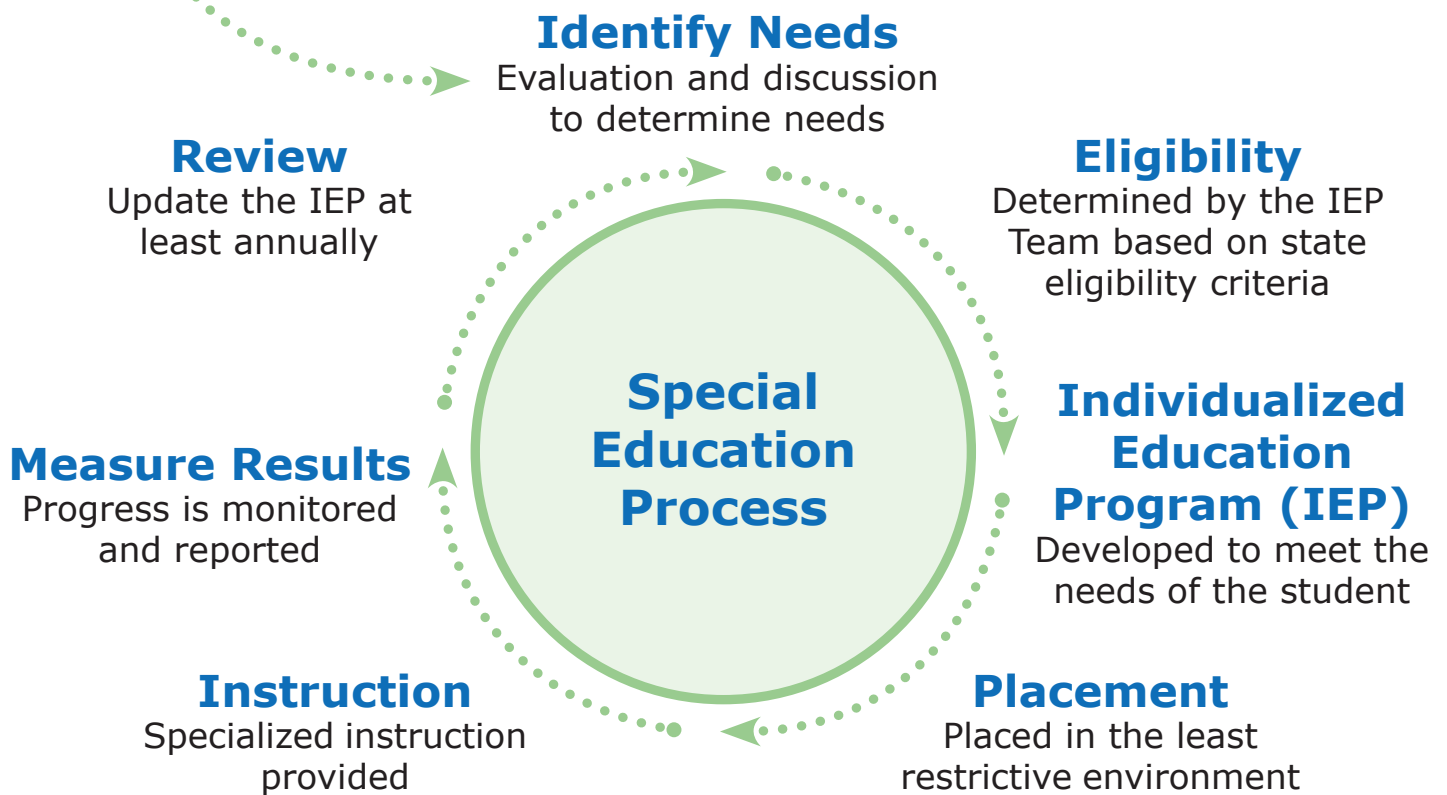 Identify Needs
Evaluation and discussion
to determine needs
Eligibility
Determined by the IEP
Team based on state
eligibility criteria
Individualized
Education
Program (IEP)
Developed to meet the
needs of the student
Placement
Placed in the least
restrictive environment
Instruction
Specialized instruction
provided
Measure Results
Progress is monitored
and reported
Review
Update the IEP at
least annually
Special
Education
Process